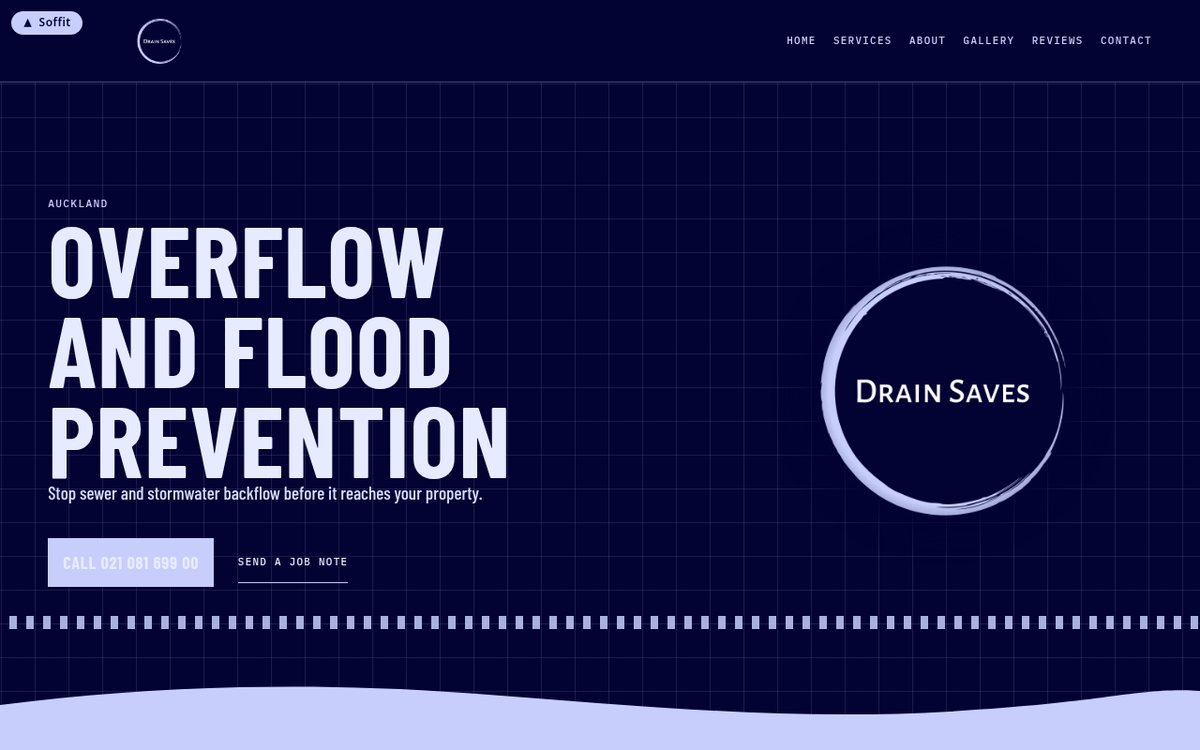 ▲ Soffit
DRAIN SAVES
HOME SERVICES ABOUT GALLERY REVIEWS CONTACT
AUCKLAND
OVERFLOW
AND FLOOD
PREVENTION
Stop sewer and stormwater backflow before it reaches your property.
CALL 021 081 699 00
SEND A JOB NOTE
DRAIN SAVES